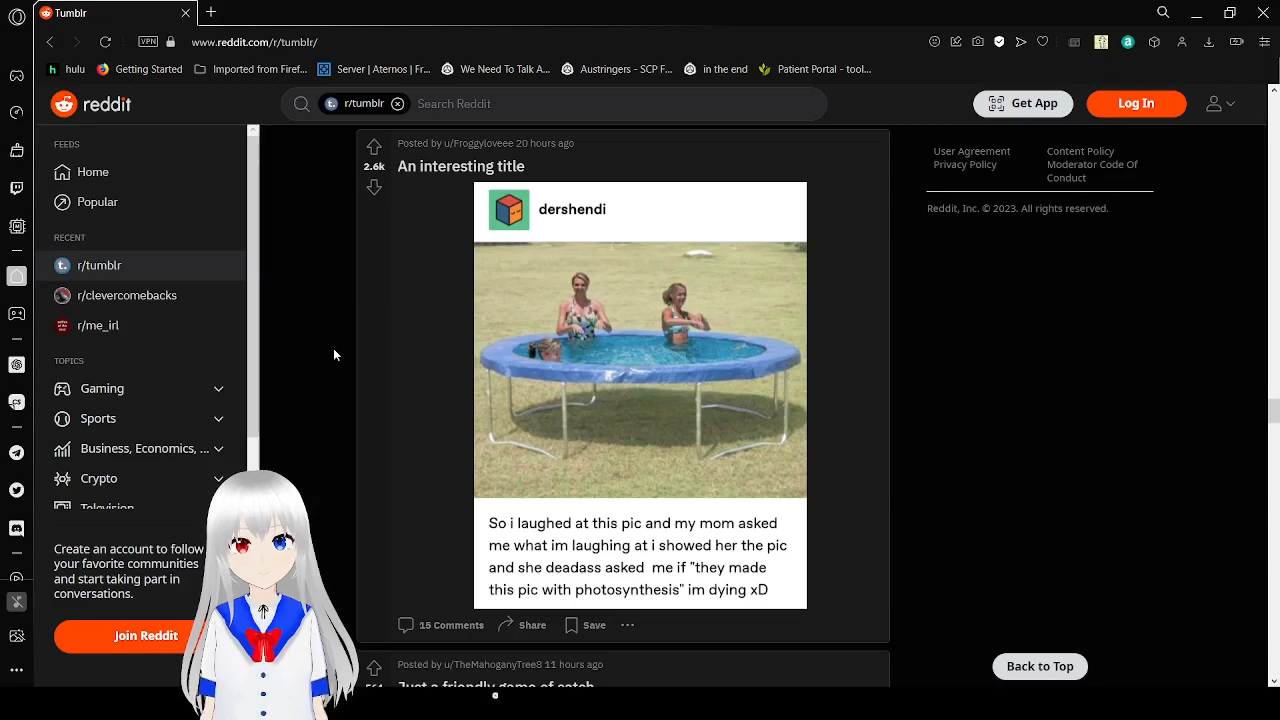 Tumblr
VPN
www.reddit.com/r/tumblr/
hulu
Getting Started
Imported from Firef...
Server | Aternos | Fr...
We Need To Talk A...
Austringers - SCP F...
in the end
Patient Portal - tool...
reddit
r/tumblr
Search Reddit
Get App
Log In
FEEDS
Home
Popular
RECENT
r/tumblr
r/clevercomebacks
r/me_irl
TOPICS
Gaming
Sports
Business, Economics, ...
Crypto
Television
Create an account to follow
your favorite communities
and start taking part in
conversations.
Join Reddit
Posted by u/Froggyloveee 20 hours ago
2.6k
An interesting title
dershendi
So i laughed at this pic and my mom asked
me what im laughing at i showed her the pic
and she deadass asked me if "they made
this pic with photosynthesis" im dying xD
15 Comments
Share
Save
Posted by u/TheMahoganyTree8 11 hours ago
Just a friendly game of catch
User Agreement
Privacy Policy
Content Policy
Moderator Code Of
Conduct
Reddit, Inc. © 2023. All rights reserved.
Back to Top